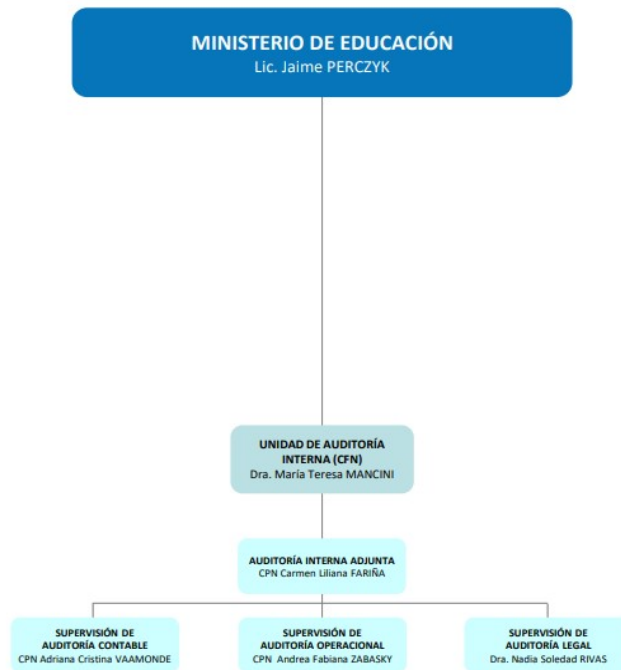 MINISTERIO DE EDUCACIÓN
Lic. Jaime PERCZYK
UNIDAD DE AUDITORÍA
INTERNA (CFN)
Dra. María Teresa MANCINI
AUDITORÍA INTERNA ADJUNTA
CPN Carmen Liliana FARIÑA
SUPERVISIÓN DE
AUDITORÍA CONTABLE
CPN Adriana Cristina VAAMONDE
SUPERVISIÓN DE
AUDITORÍA OPERACIONAL
CPN Andrea Fabiana ZABASKY
SUPERVISIÓN DE
AUDITORÍA LEGAL
Dra. Nadia Soledad RIVAS